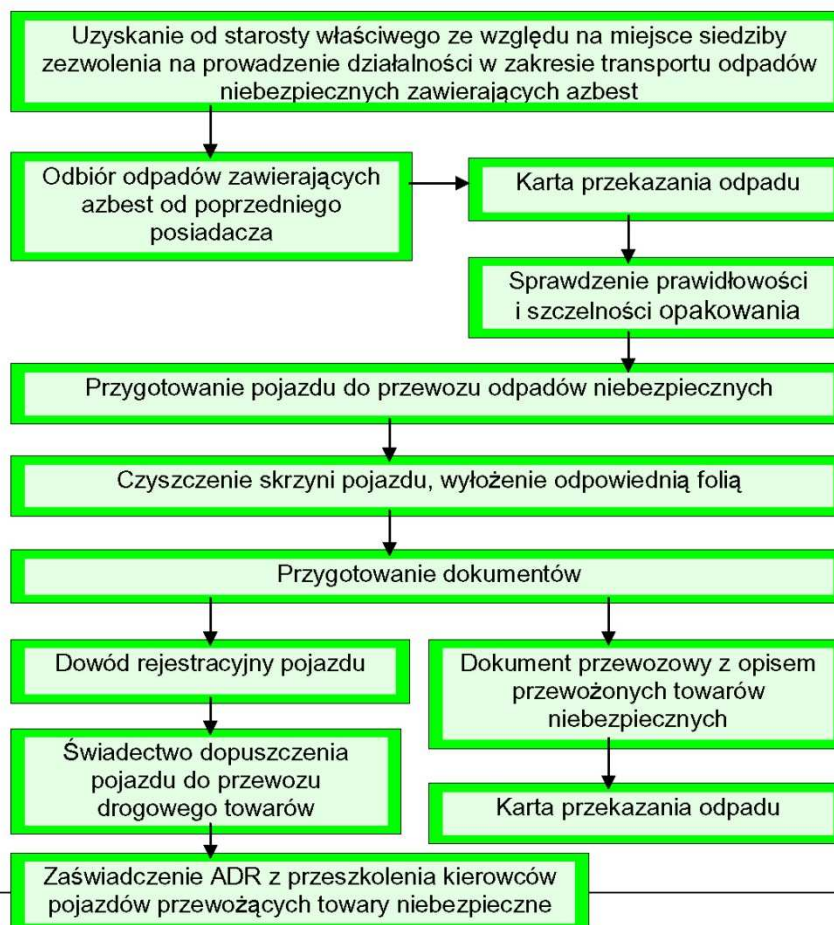 Uzyskanie od starosty właściwego ze względu na miejsce siedziby
zezwolenia na prowadzenie działalności w zakresie transportu odpadów
niebezpiecznych zawierających azbest
Odbiór odpadów zawierających
azbest od poprzedniego
posiadacza
Karta przekazania odpadu
Sprawdzenie prawidłowości
i szczelności opakowania
Przygotowanie pojazdu do przewozu odpadów niebezpiecznych
Czyszczenie skrzyni pojazdu, wyłożenie odpowiednią folią
Przygotowanie dokumentów
Dowód rejestracyjny pojazdu
Świadectwo dopuszczenia
pojazdu do przewozu
drogowego towarów
Zaświadczenie ADR z przeszkolenia kierowców
pojazdów przewożących towary niebezpieczne
Dokument przewozowy z opisem
przewożonych towarów
niebezpiecznych
Karta przekazania odpadu